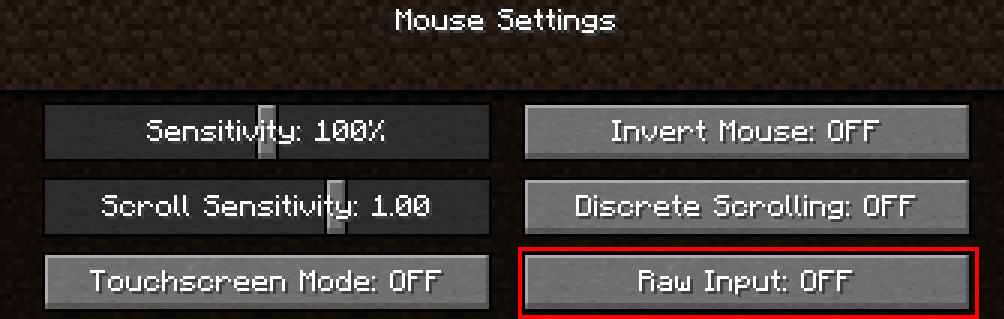 Mouse Settings
Sensitivity: 100%
Invert Mouse: OFF
Scroll Sensitivity: 1.00
Discrete Scrolling: OFF
Touchscreen Mode: OFF
Raw Input: OFF